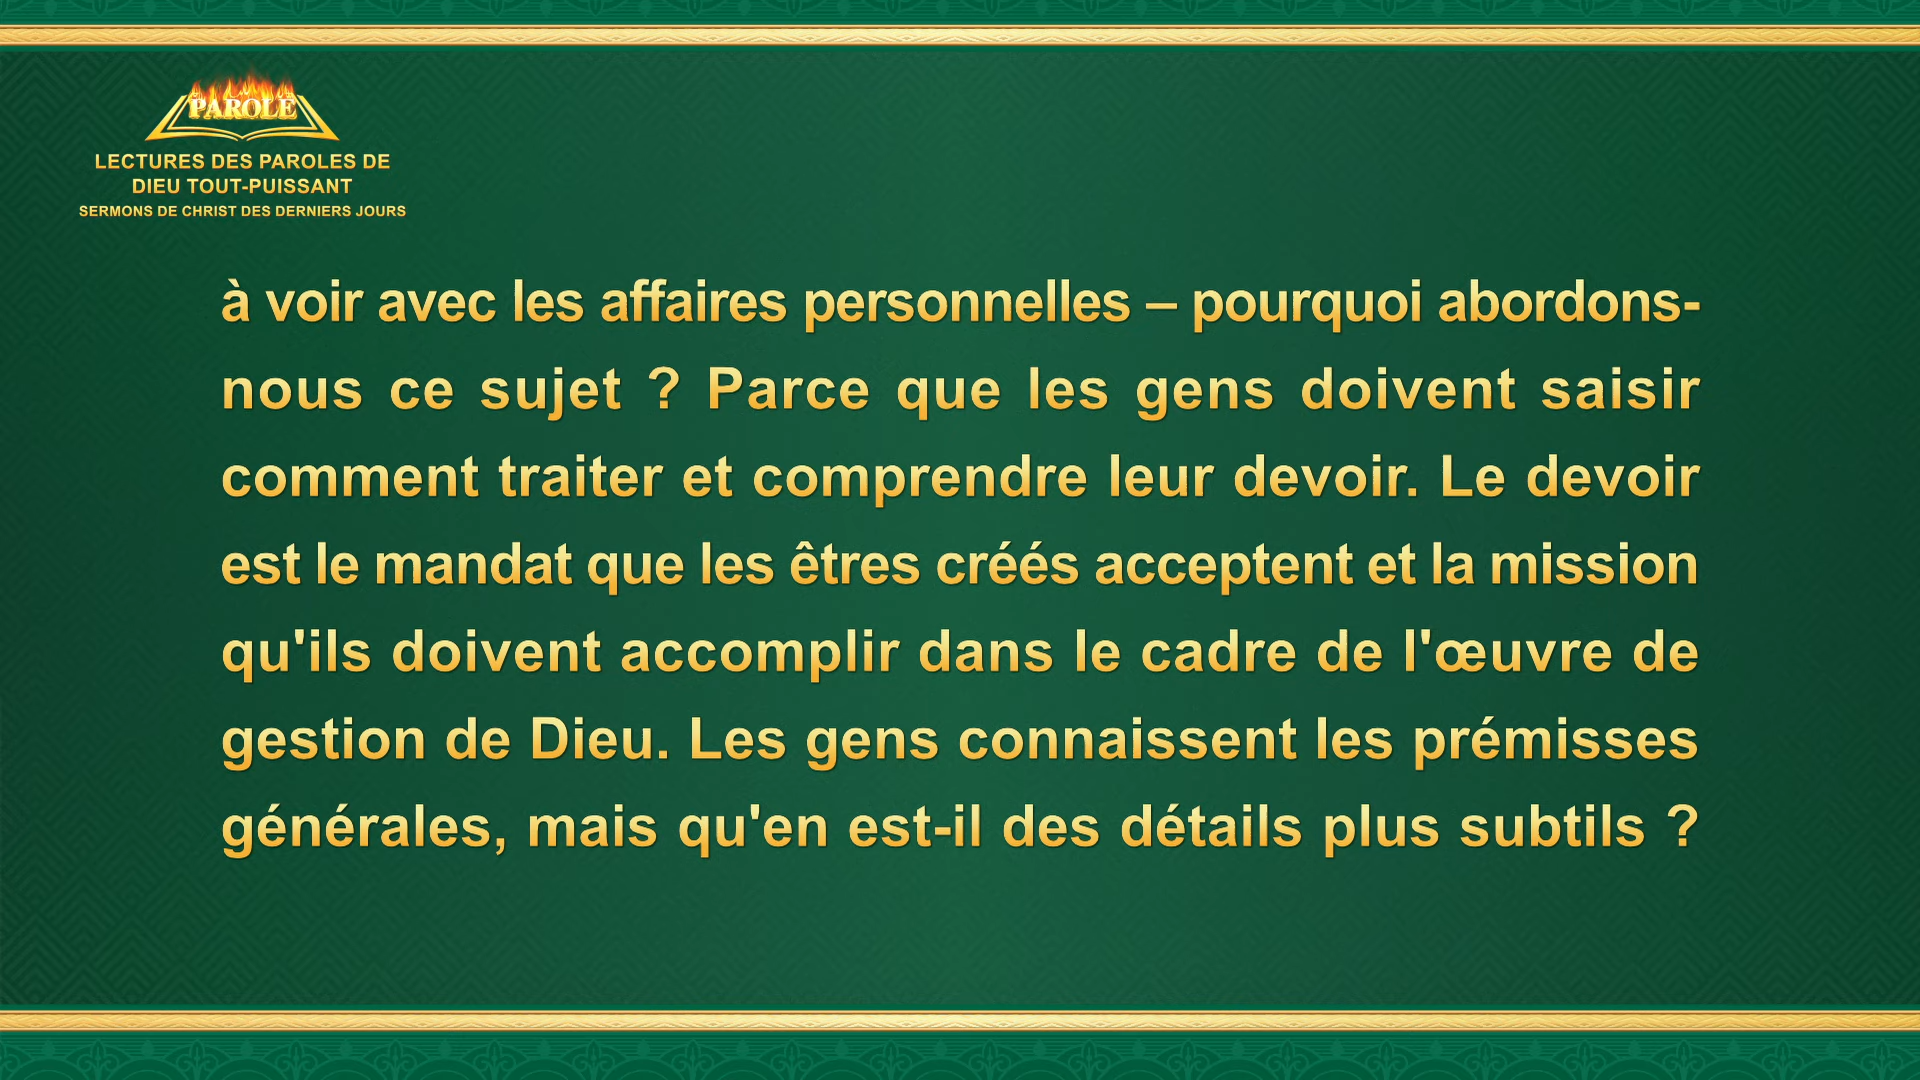 PAROLE
LECTURES DES PAROLES DE
DIEU TOUT-PUISSANT
SERMONS DE CHRIST DES DERNIERS JOURS
à voir avec les affaires personnelles – pourquoi abordons-
nous ce sujet ? Parce que les gens doivent saisir
comment traiter et comprendre leur devoir. Le devoir
est le mandat que les êtres créés acceptent et la mission
qu'ils doivent accomplir dans le cadre de l'œuvre de
gestion de Dieu. Les gens connaissent les prémisses
générales, mais qu'en est-il des détails plus subtils ?